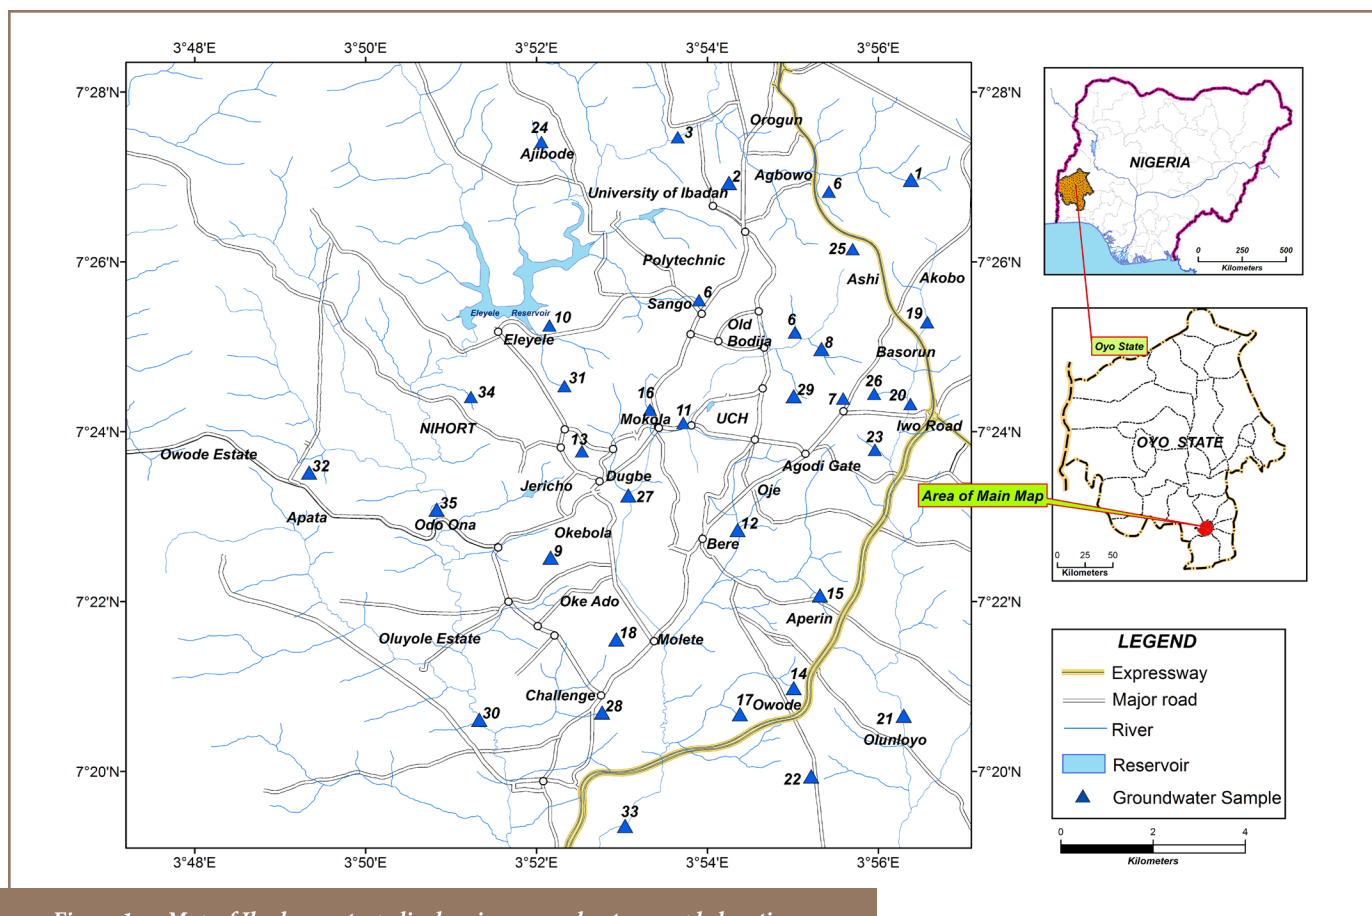 3°48'E 3°50'E 3°52'E 3°54'E 3°56'E
7°28'N 7°28'N
Orogun
24
Ajibode
3
2
University of Ibadan
Agbowo
6
1
7°26'N 7°26'N
25
Polytechnic
Ashi
Akobo
Sango
6
Eleyele Reservoir
10
Eleyele
Old
Bodija
6
8
19
Basorun
31
34
16
Mokola
11
UCH
29
7
26
20
NIHORT
7°24'N 7°24'N
Iwo Road
13
23
Owode Estate
32
Agodi Gate
Jericho
Dugbe
27
Oje
Apata
35
Odo Ona
Okebola
12
Bere
9
7°22'N 7°22'N
Oke Ado
15
Aperin
Oluyole Estate
18
Molete
14
Challenge
28
17
Owode
30
21
Olunloyo
7°20'N 7°20'N
22
33
3°48'E 3°50'E 3°52'E 3°54'E 3°56'E
NIGERIA
0 250 500
Kilometers
Oyo State
OYO STATE
Area of Main Map
0 25 50
Kilometers
LEGEND
Expressway
Major road
River
Reservoir
Groundwater Sample
0 2 4
Kilometers